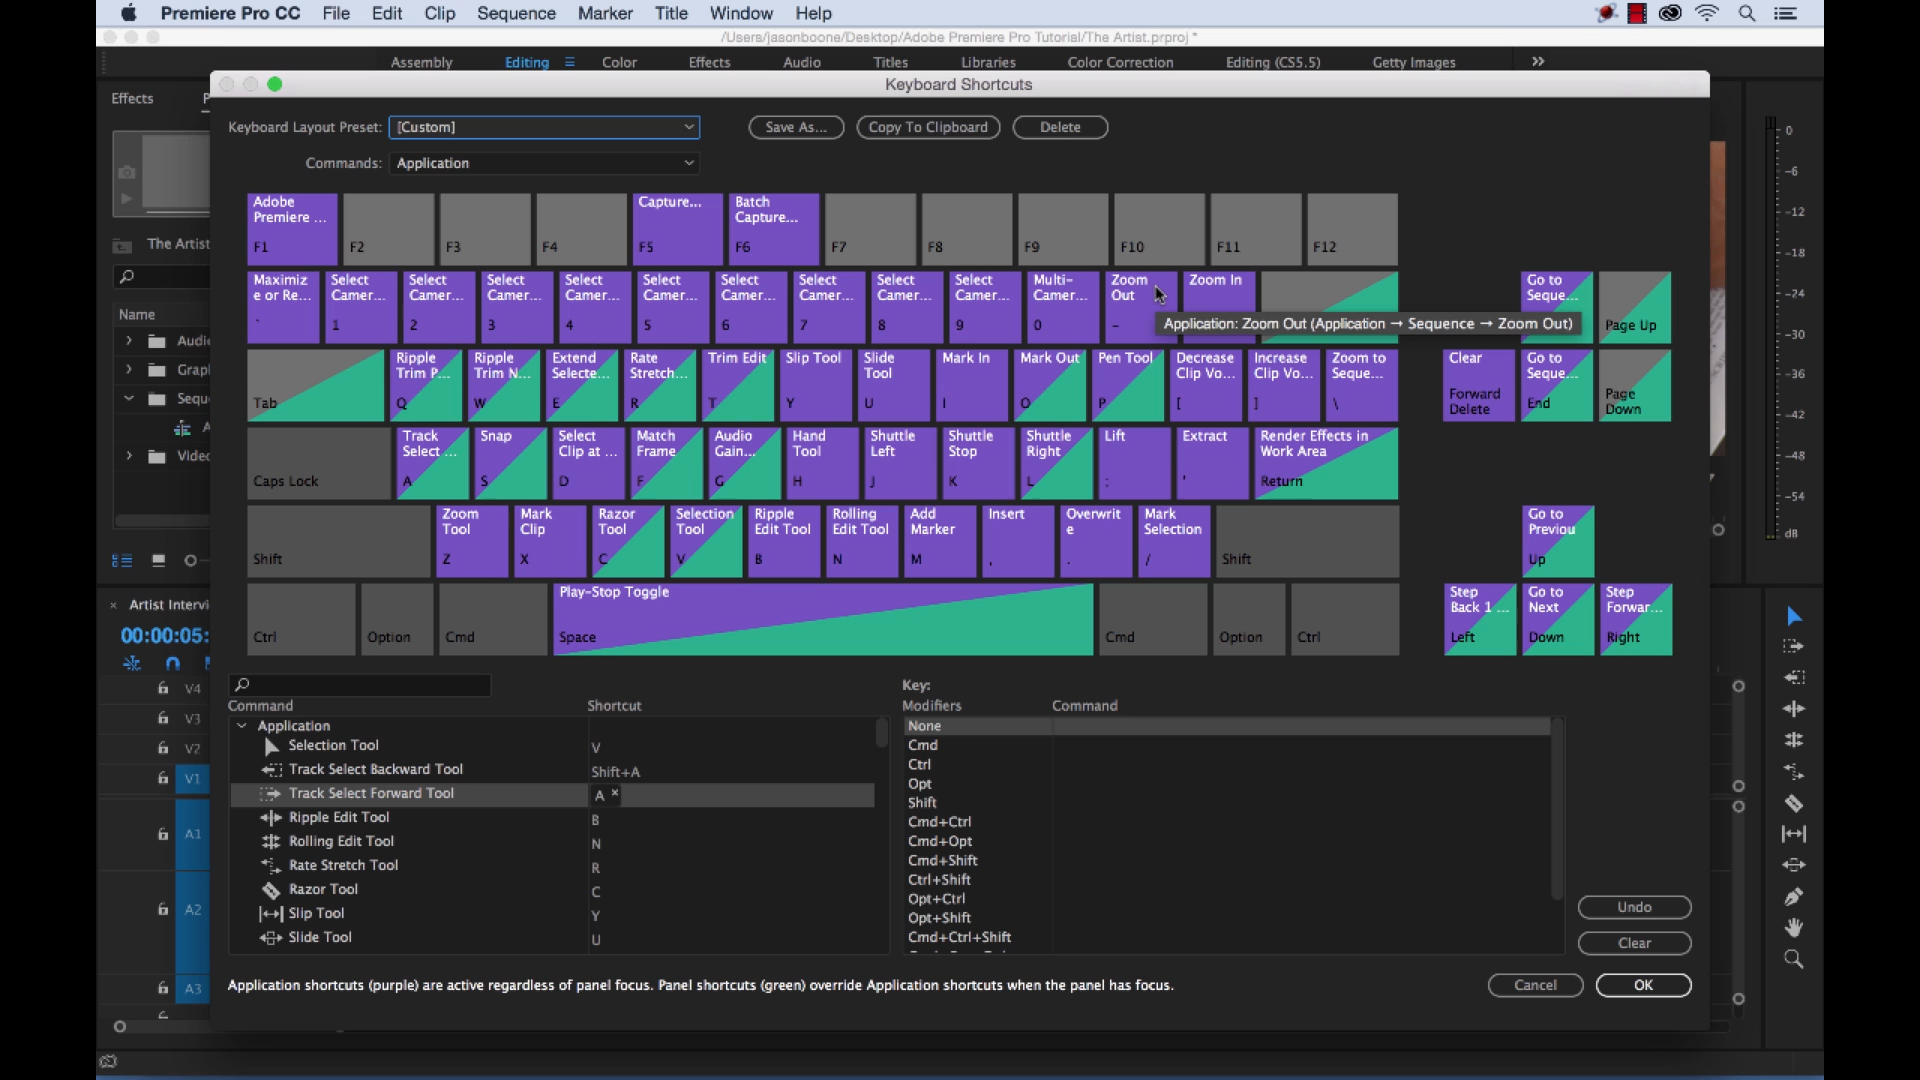 Premiere Pro CC File Edit Clip Sequence Marker Title Window Help
/Users/jasonboone/Desktop/Adobe Premiere Pro Tutorial/The Artist.prproj *
Assembly Editing Color Effects Audio Titles Libraries Color Correction Editing (CS5.5) Getty Images
Keyboard Shortcuts
Effects
Keyboard Layout Preset: [Custom] Save As... Copy To Clipboard Delete
Commands: Application
Adobe Premiere ... F1
F2
F3
F4
Capture... F5
Batch Capture... F6
F7
F8
F9
F10
F11
F12
Maximiz e or Re... `
Select Camer... 1
Select Camer... 2
Select Camer... 3
Select Camer... 4
Select Camer... 5
Select Camer... 6
Select Camer... 7
Select Camer... 8
Select Camer... 9
Multi- Camer... 0
Zoom Out -
Zoom In
Go to Seque...
Page Up
Application: Zoom Out (Application → Sequence → Zoom Out)
Tab
Ripple Trim P... Q
Ripple Trim N... W
Extend Selecte... E
Rate Stretch... R
Trim Edit T
Slip Tool Y
Slide Tool U
Mark In I
Mark Out O
Pen Tool P
Decrease Clip Vo... [
Increase Clip Vo... ]
Zoom to Seque... \
Clear Forward Delete
Go to Seque... End
Page Down
Caps Lock
Track Select ... A
Snap S
Select Clip at ... D
Match Frame F
Audio Gain... G
Hand Tool H
Shuttle Left J
Shuttle Stop K
Shuttle Right L
Lift ;
Extract '
Render Effects in Work Area Return
Shift
Zoom Tool Z
Mark Clip X
Razor Tool C
Selection Tool V
Ripple Edit Tool B
Rolling Edit Tool N
Add Marker M
Insert ,
Overwrit e .
Mark Selection /
Shift
Go to Previou Up
Ctrl
Option
Cmd
Play-Stop Toggle Space
Cmd
Option
Ctrl
Step Back 1 ... Left
Go to Next Down
Step Forwar... Right
The Artist
Name
Audi
Grap
Sequ
A
Video
0
-6
-12
-18
-24
-30
-36
-42
-48
-54
dB
Artist Intervi
00:00:05:
V4
V3
V2
V1
A1
A2
A3
Command Shortcut
Application
Selection Tool V
Track Select Backward Tool Shift+A
Track Select Forward Tool A ×
Ripple Edit Tool B
Rolling Edit Tool N
Rate Stretch Tool R
Razor Tool C
Slip Tool Y
Slide Tool U
Key:
Modifiers Command
None
Cmd
Ctrl
Opt
Shift
Cmd+Ctrl
Cmd+Opt
Cmd+Shift
Ctrl+Shift
Opt+Ctrl
Opt+Shift
Cmd+Ctrl+Shift
Undo
Clear
Application shortcuts (purple) are active regardless of panel focus. Panel shortcuts (green) override Application shortcuts when the panel has focus.
Cancel OK